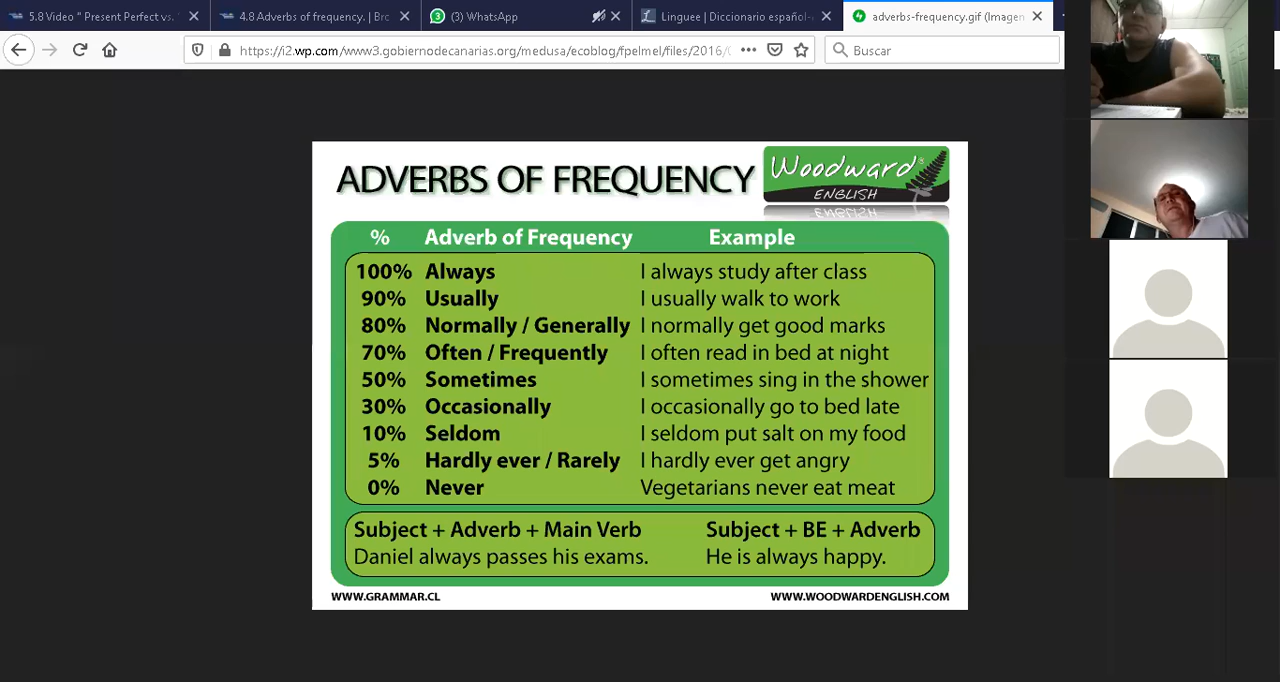 5.8 Video " Present Perfect vs.
4.8 Adverbs of frequency. | Bro
3
(3) WhatsApp
Linguee | Diccionario español-
adverbs-frequency.gif (Imagen
https://i2.wp.com/www3.gobiernodecanarias.org/medusa/ecoblog/fpelmel/files/2016/
Buscar
ADVERBS OF FREQUENCY
Woodward®
ENGLISH
% Adverb of Frequency Example
100% Always I always study after class
90% Usually I usually walk to work
80% Normally / Generally I normally get good marks
70% Often / Frequently I often read in bed at night
50% Sometimes I sometimes sing in the shower
30% Occasionally I occasionally go to bed late
10% Seldom I seldom put salt on my food
5% Hardly ever / Rarely I hardly ever get angry
0% Never Vegetarians never eat meat
Subject + Adverb + Main Verb Subject + BE + Adverb
Daniel always passes his exams. He is always happy.
WWW.GRAMMAR.CL WWW.WOODWARDENGLISH.COM